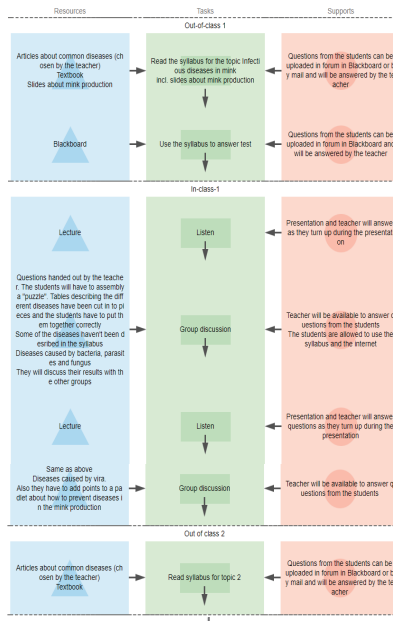 Resources
Tasks
Supports
Out-of-class 1
Articles about common diseases (ch
osen by the teacher)
Textbook
Slides about mink production
Read the syllabus for the topic infecti
ous diseases in mink
incl. slides about mink production
Questions from the students can be
uploaded in forum in Blackboard or b
y mail and will be answered by the te
acher
Blackboard
Use the syllabus to answer test
Questions from the students can be
uploaded in forum in Blackboard and
will be answered by the teacher
In-class-1
Lecture
Listen
Presentation and teacher will answe
as they turn up during the presentat
on
Questions handed out by the teache
r. The students will have to assembly
a "puzzle". Tables describing the diff
erent diseases have been cut in to pi
eces and the students have to put th
em together correctly
Some of the diseases haven't been d
esribed in the syllabus
Diseases caused by bacteria, parasit
es and fungus
They will discuss their results with th
e other groups
Group discussion
Teacher will be available to answer q
uestions from the students
The students are allowed to use the
syllabus and the internet
Lecture
Listen
Presentation and teacher will answe
questions as they turn up during the
presentation
Same as above
Diseases caused by vira.
Also they have to add points to a pa
dlet about how to prevent diseases i
n the mink production
Group discussion
Teacher will be available to answer q
uestions from the students
Out of class 2
Articles about common diseases (ch
osen by the teacher)
Textbook
Read syllabus for topic 2
Questions from the students can be
uploaded in forum in Blackboard or b
y mail and will be answered by the te
acher